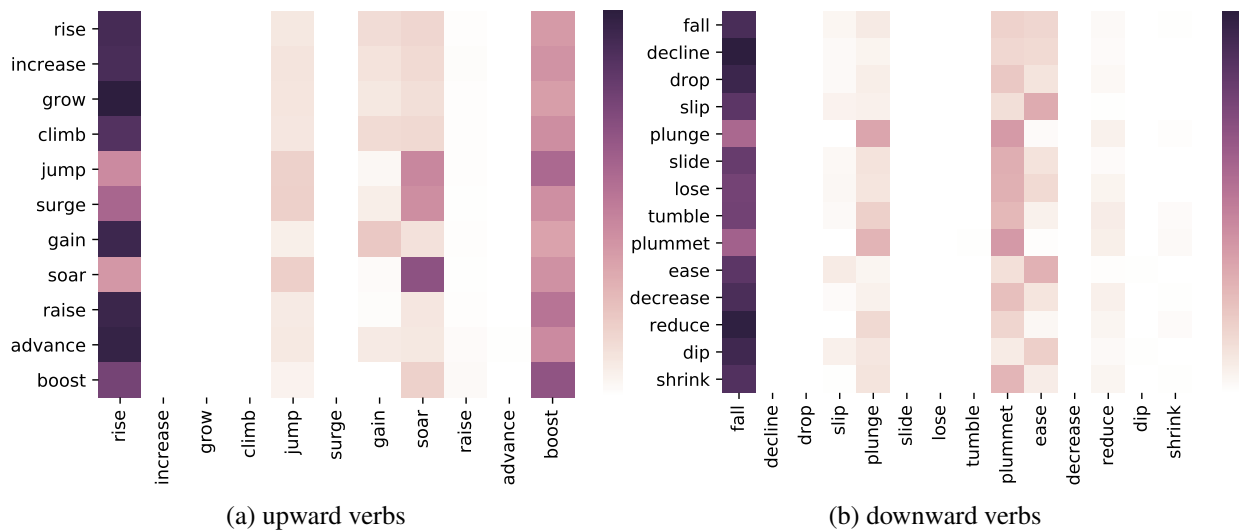 rise
increase
grow
climb
jump
surge
gain
soar
raise
advance
boost
rise
increase
grow
climb
jump
surge
gain
soar
raise
advance
boost
(a) upward verbs
fall
decline
drop
slip
plunge
slide
lose
tumble
plummet
ease
decrease
reduce
dip
shrink
fall
decline
drop
slip
plunge
slide
lose
tumble
plummet
ease
decrease
reduce
dip
shrink
(b) downward verbs